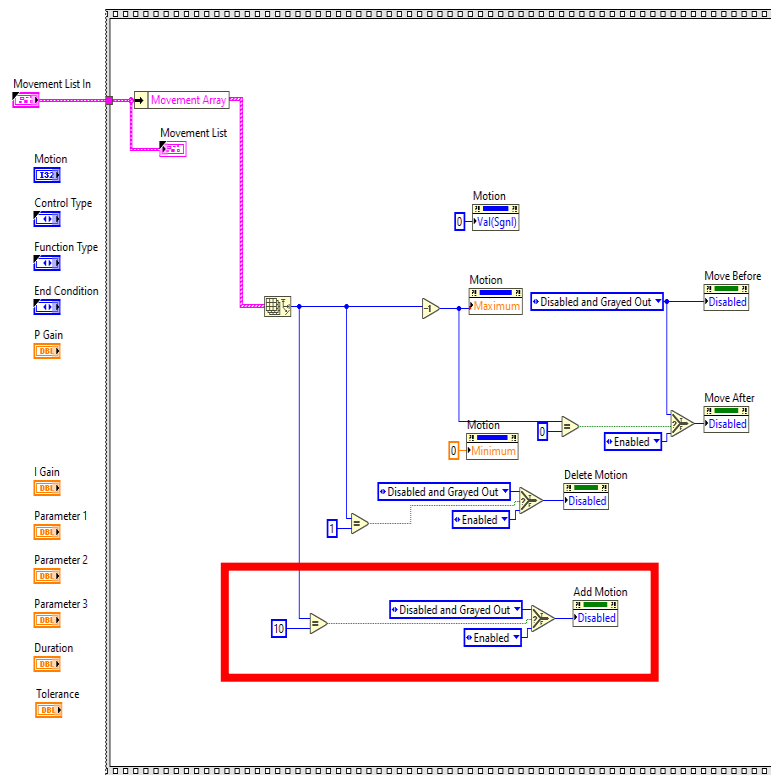 Movement List In
Movement Array
Movement List
Motion
I32
Control Type
Function Type
End Condition
P Gain
DBL
I Gain
DBL
Parameter 1
DBL
Parameter 2
DBL
Parameter 3
DBL
Duration
DBL
Tolerance
DBL
Motion
0
Val(Sgnl)
-1
Motion
Maximum
Disabled and Grayed Out
Move Before
Disabled
Motion
0
Minimum
0
=
Enabled
?
T
F
Move After
Disabled
1
=
Disabled and Grayed Out
Enabled
?
T
F
Delete Motion
Disabled
10
=
Disabled and Grayed Out
Enabled
?
T
F
Add Motion
Disabled